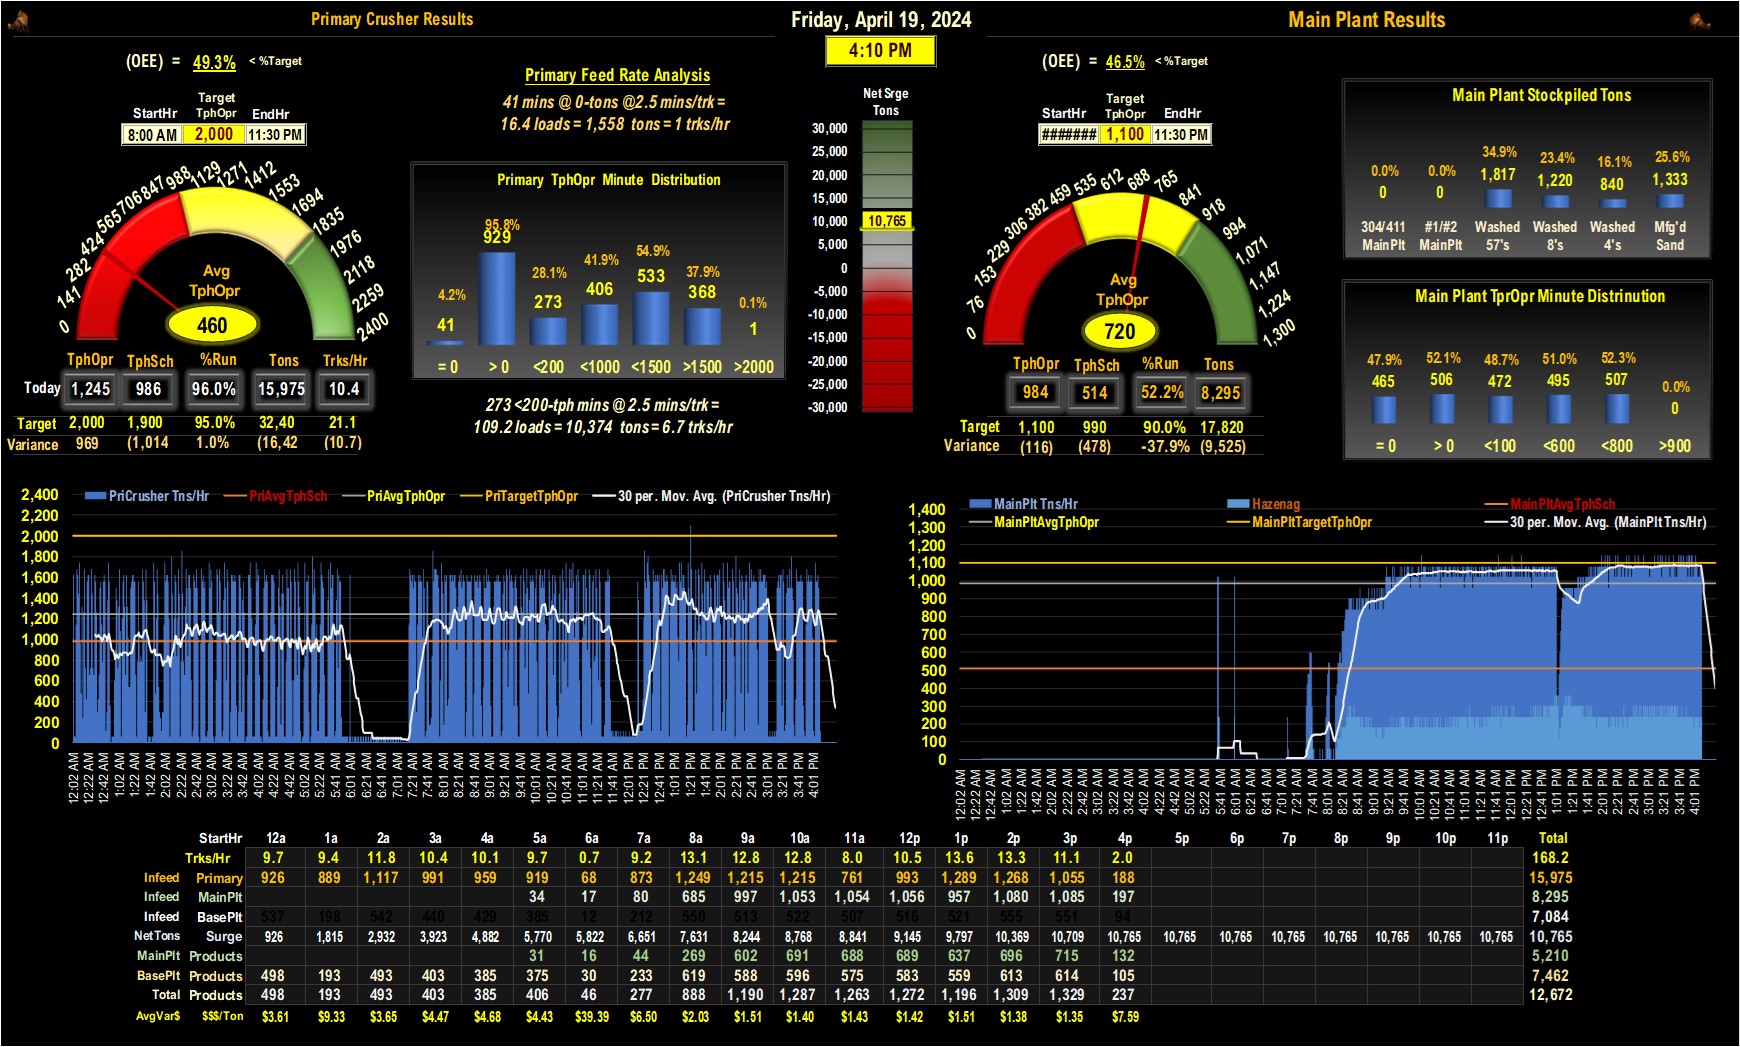 Primary Crusher Results
Friday, April 19, 2024
Main Plant Results
4:10 PM
(OEE) = 49.3% < %Target
Target
StartHr TphOpr EndHr
8:00 AM 2,000 11:30 PM
0 141 282 424 565 706 847 988 1129 1271 1412 1553 1694 1835 1976 2118 2259 2400
Avg
TphOpr
460
TphOpr TphSch %Run Tons Trks/Hr
Today 1,245 986 96.0% 15,975 10.4
Target 2,000 1,900 95.0% 32,40 21.1
Variance 969 (1,014 1.0% (16,42 (10.7)
Primary Feed Rate Analysis
41 mins @ 0-tons @2.5 mins/trk =
16.4 loads = 1,558 tons = 1 trks/hr
Primary TphOpr Minute Distribution
4.2% 95.8% 28.1% 41.9% 54.9% 37.9% 0.1%
41 929 273 406 533 368 1
= 0 > 0 <200 <1000 <1500 >1500 >2000
273 <200-tph mins @ 2.5 mins/trk =
109.2 loads = 10,374 tons = 6.7 trks/hr
Net Srge
Tons
30,000
25,000
20,000
15,000
10,000
10,765
5,000
0
-5,000
-10,000
-15,000
-20,000
-25,000
-30,000
(OEE) = 46.5% < %Target
Target
StartHr TphOpr EndHr
####### 1,100 11:30 PM
0 76 153 229 306 382 459 535 612 688 765 841 918 994 1,071 1,147 1,224 1,300
Avg
TphOpr
720
TphOpr TphSch %Run Tons
984 514 52.2% 8,295
Target 1,100 990 90.0% 17,820
Variance (116) (478) -37.9% (9,525)
Main Plant Stockpiled Tons
0.0% 0.0% 34.9% 23.4% 16.1% 25.6%
0 0 1,817 1,220 840 1,333
304/411 #1/#2 Washed Washed Washed Mfg'd
MainPlt MainPlt 57's 8's 4's Sand
Main Plant TprOpr Minute Distrinution
47.9% 52.1% 48.7% 51.0% 52.3% 0.0%
465 506 472 495 507 0
= 0 > 0 <100 <600 <800 >900
PriCrusher Tns/Hr PriAvgTphSch PriAvgTphOpr PriTargetTphOpr 30 per. Mov. Avg. (PriCrusher Tns/Hr)
2,400
2,200
2,000
1,800
1,600
1,400
1,200
1,000
800
600
400
200
0
12:02 AM 12:22 AM 12:42 AM 1:02 AM 1:22 AM 1:42 AM 2:02 AM 2:22 AM 2:42 AM 3:02 AM 3:22 AM 3:42 AM 4:02 AM 4:22 AM 4:42 AM 5:02 AM 5:22 AM 5:41 AM 6:01 AM 6:21 AM 6:41 AM 7:01 AM 7:21 AM 7:41 AM 8:01 AM 8:21 AM 8:41 AM 9:01 AM 9:21 AM 9:41 AM 10:01 AM 10:21 AM 10:41 AM 11:01 AM 11:21 AM 11:41 AM 12:01 PM 12:21 PM 12:41 PM 1:01 PM 1:21 PM 1:41 PM 2:01 PM 2:21 PM 2:41 PM 3:01 PM 3:21 PM 3:41 PM 4:01 PM
MainPlt Tns/Hr Hazenag MainPltAvgTphSch
MainPltAvgTphOpr MainPltTargetTphOpr 30 per. Mov. Avg. (MainPlt Tns/Hr)
1,400
1,300
1,200
1,100
1,000
900
800
700
600
500
400
300
200
100
0
12:02 AM 12:22 AM 12:42 AM 1:02 AM 1:22 AM 1:42 AM 2:02 AM 2:22 AM 2:42 AM 3:02 AM 3:22 AM 3:42 AM 4:02 AM 4:22 AM 4:42 AM 5:02 AM 5:22 AM 5:41 AM 6:01 AM 6:21 AM 6:41 AM 7:01 AM 7:21 AM 7:41 AM 8:01 AM 8:21 AM 8:41 AM 9:01 AM 9:21 AM 9:41 AM 10:01 AM 10:21 AM 10:41 AM 11:01 AM 11:21 AM 11:41 AM 12:01 PM 12:21 PM 12:41 PM 1:01 PM 1:21 PM 1:41 PM 2:01 PM 2:21 PM 2:41 PM 3:01 PM 3:21 PM 3:41 PM 4:01 PM
StartHr 12a 1a 2a 3a 4a 5a 6a 7a 8a 9a 10a 11a 12p 1p 2p 3p 4p 5p 6p 7p 8p 9p 10p 11p Total
Trks/Hr 9.7 9.4 11.8 10.4 10.1 9.7 0.7 9.2 13.1 12.8 12.8 8.0 10.5 13.6 13.3 11.1 2.0 168.2
Infeed Primary 926 889 1,117 991 959 919 68 873 1,249 1,215 1,215 761 993 1,289 1,268 1,055 188 15,975
Infeed MainPlt 34 17 80 685 997 1,053 1,054 1,056 957 1,080 1,085 197 8,295
Infeed BasePlt 537 198 542 440 429 385 12 212 550 513 522 507 516 521 555 551 94 7,084
NetTons Surge 926 1,815 2,932 3,923 4,882 5,770 5,822 6,651 7,631 8,244 8,768 8,841 9,145 9,797 10,369 10,709 10,765 10,765 10,765 10,765 10,765 10,765 10,765 10,765 10,765
MainPlt Products 31 16 44 269 602 691 688 689 637 696 715 132 5,210
BasePlt Products 498 193 493 403 385 375 30 233 619 588 596 575 583 559 613 614 105 7,462
Total Products 498 193 493 403 385 406 46 277 888 1,190 1,287 1,263 1,272 1,196 1,309 1,329 237 12,672
AvgVar$ $$$/Ton $3.61 $9.33 $3.65 $4.47 $4.68 $4.43 $39.39 $6.50 $2.03 $1.51 $1.40 $1.43 $1.42 $1.51 $1.38 $1.35 $7.59